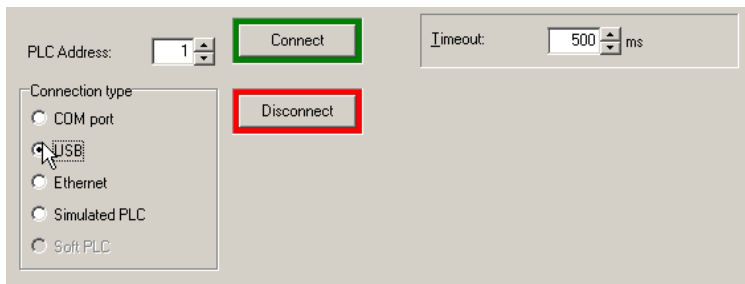 PLC Address: 1 Connect Timeout: 500 ms
Connection type
COM port Disconnect
USB
Ethernet
Simulated PLC
Soft PLC